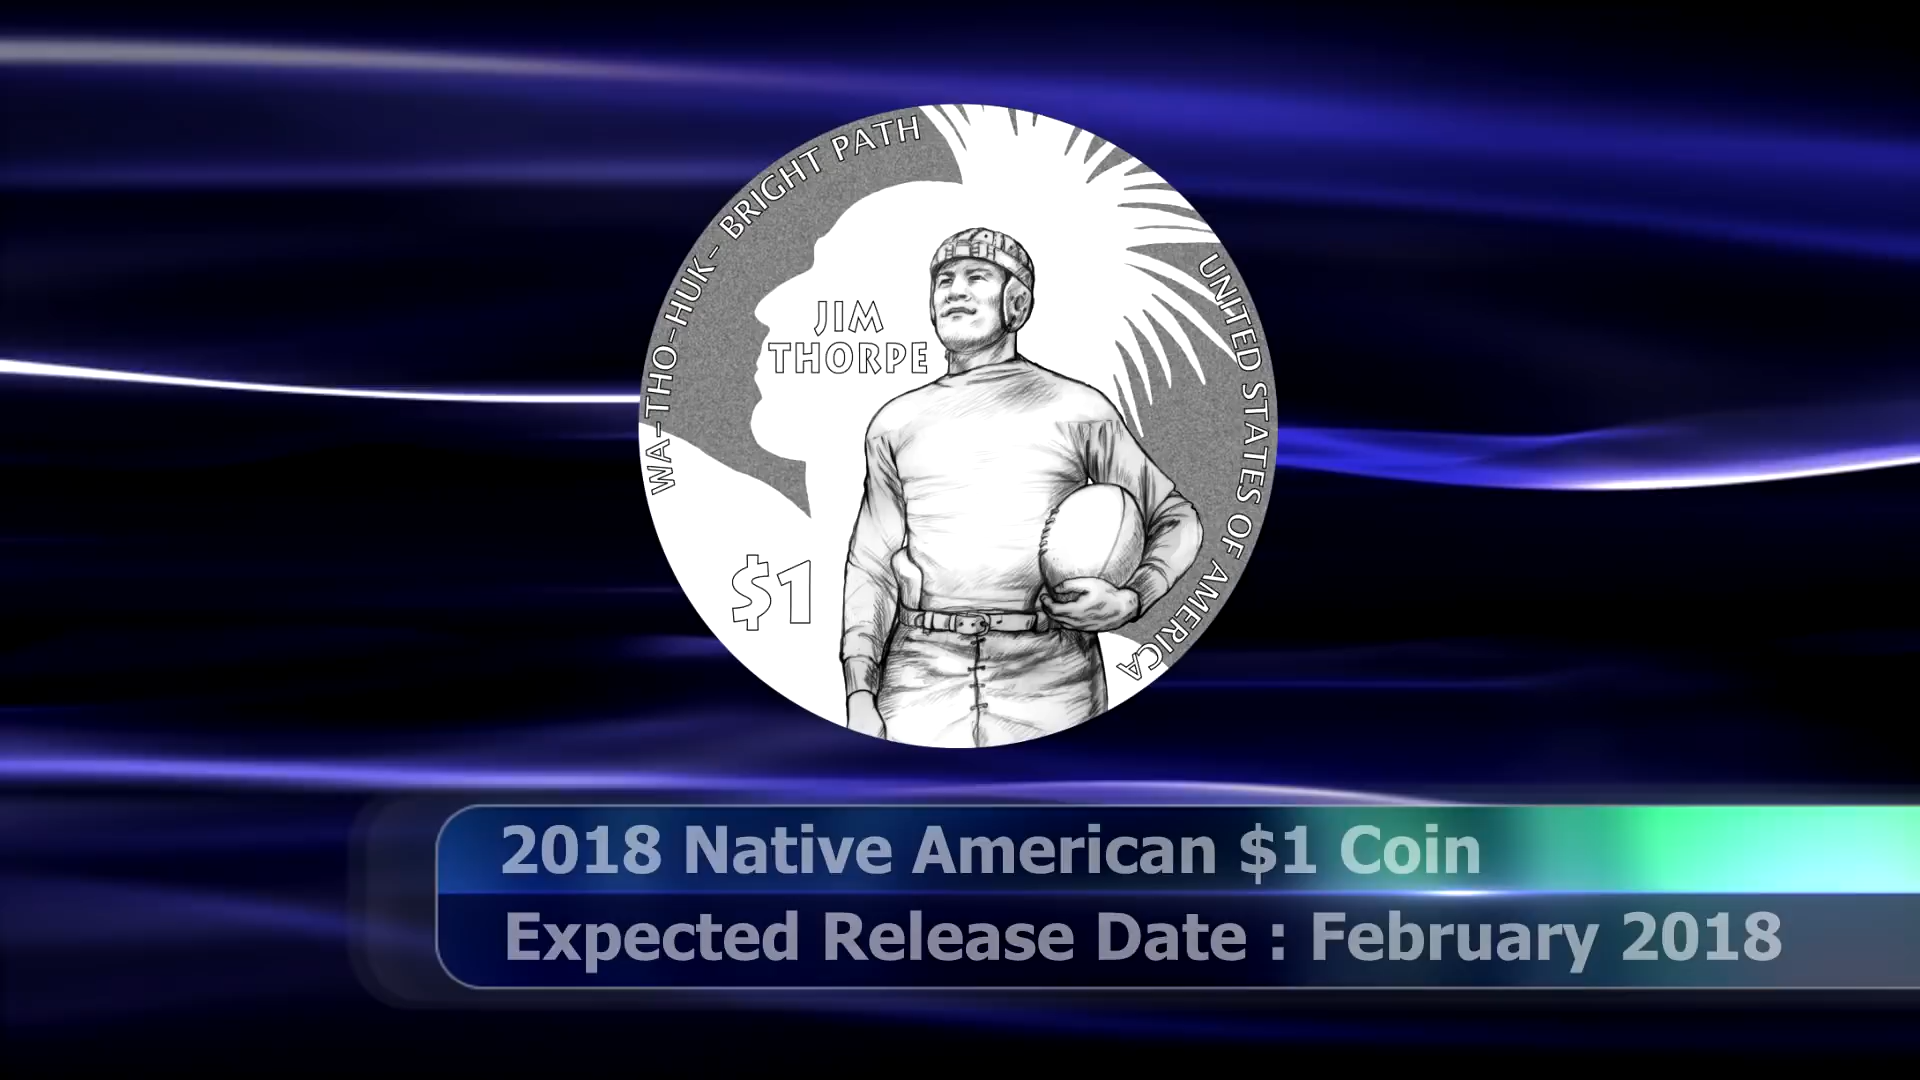 WA-THO-HUK- BRIGHT PATH
JIM
THORPE
UNITED STATES OF AMERICA
$1
2018 Native American $1 Coin
Expected Release Date : February 2018